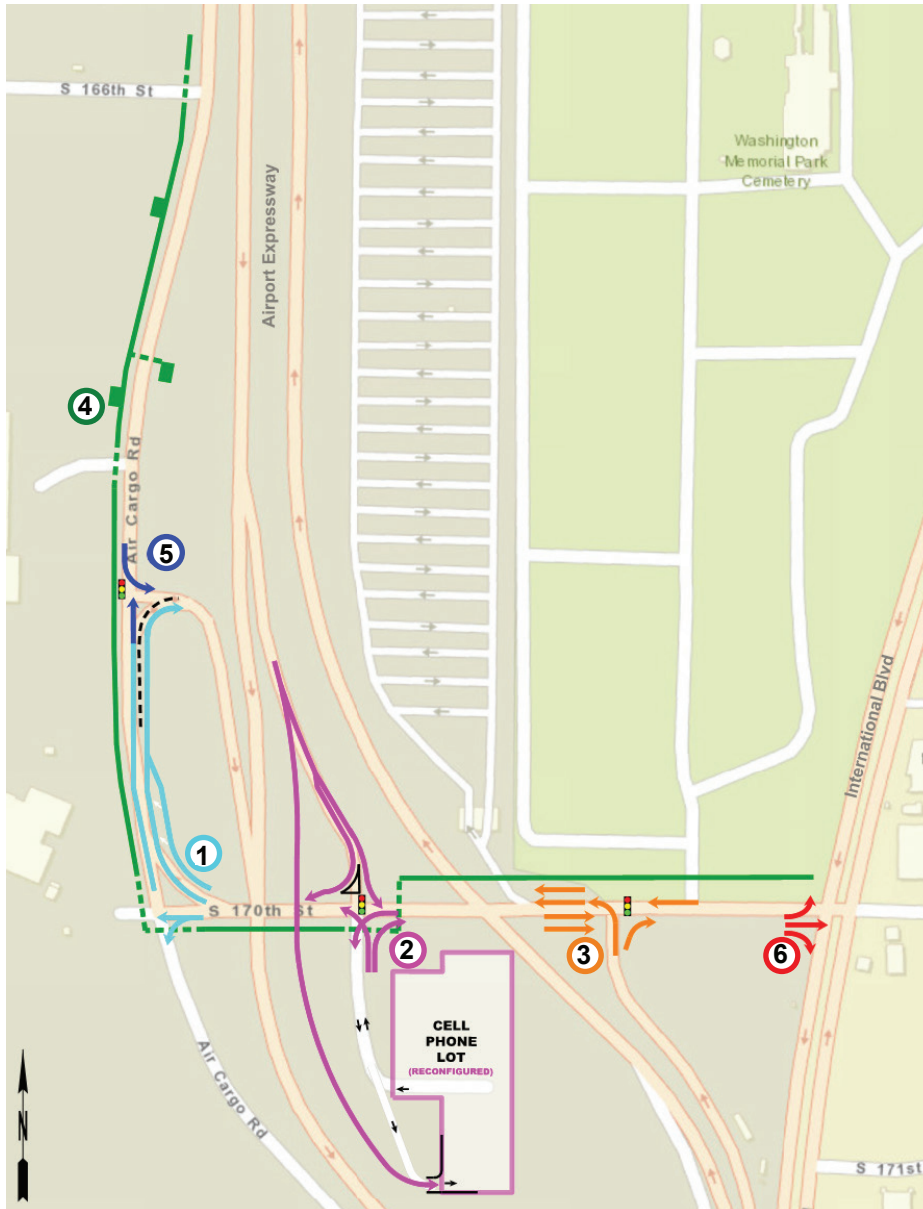 S 166th St
Washington
Memorial Park
Cemetery
Airport Expressway
4
Air Cargo Rd
5
International Blvd
1
S 170th St
2
3
6
CELL
PHONE
LOT
(RECONFIGURED)
Air Cargo Rd
N
S 171st